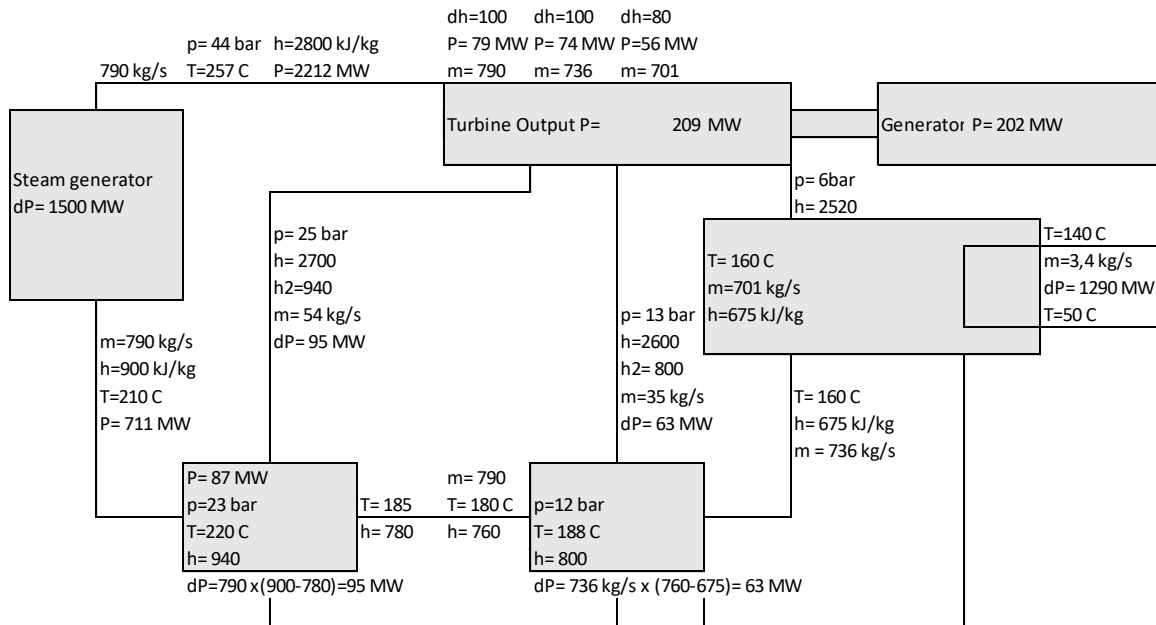 dh=100 dh=100 dh=80
p= 44 bar h=2800 kJ/kg P= 79 MW P= 74 MW P=56 MW
790 kg/s T=257 C P=2212 MW m= 790 m= 736 m= 701
Turbine Output P= 209 MW
Generator P= 202 MW
Steam generator
dP= 1500 MW
p= 6bar
h= 2520
p= 25 bar
h= 2700
h2=940
m= 54 kg/s
dP= 95 MW
T= 160 C
m=701 kg/s
h=675 kJ/kg
T=140 C
m=3,4 kg/s
dP= 1290 MW
T=50 C
p= 13 bar
h=2600
h2= 800
m=35 kg/s
dP= 63 MW
m=790 kg/s
h=900 kJ/kg
T=210 C
P= 711 MW
T= 160 C
h= 675 kJ/kg
m = 736 kg/s
P= 87 MW
p=23 bar
T=220 C
h= 940
T= 185
h= 780
m= 790
T= 180 C
h= 760
p=12 bar
T= 188 C
h= 800
dP=790 x(900-780)=95 MW
dP= 736 kg/s x (760-675)= 63 MW